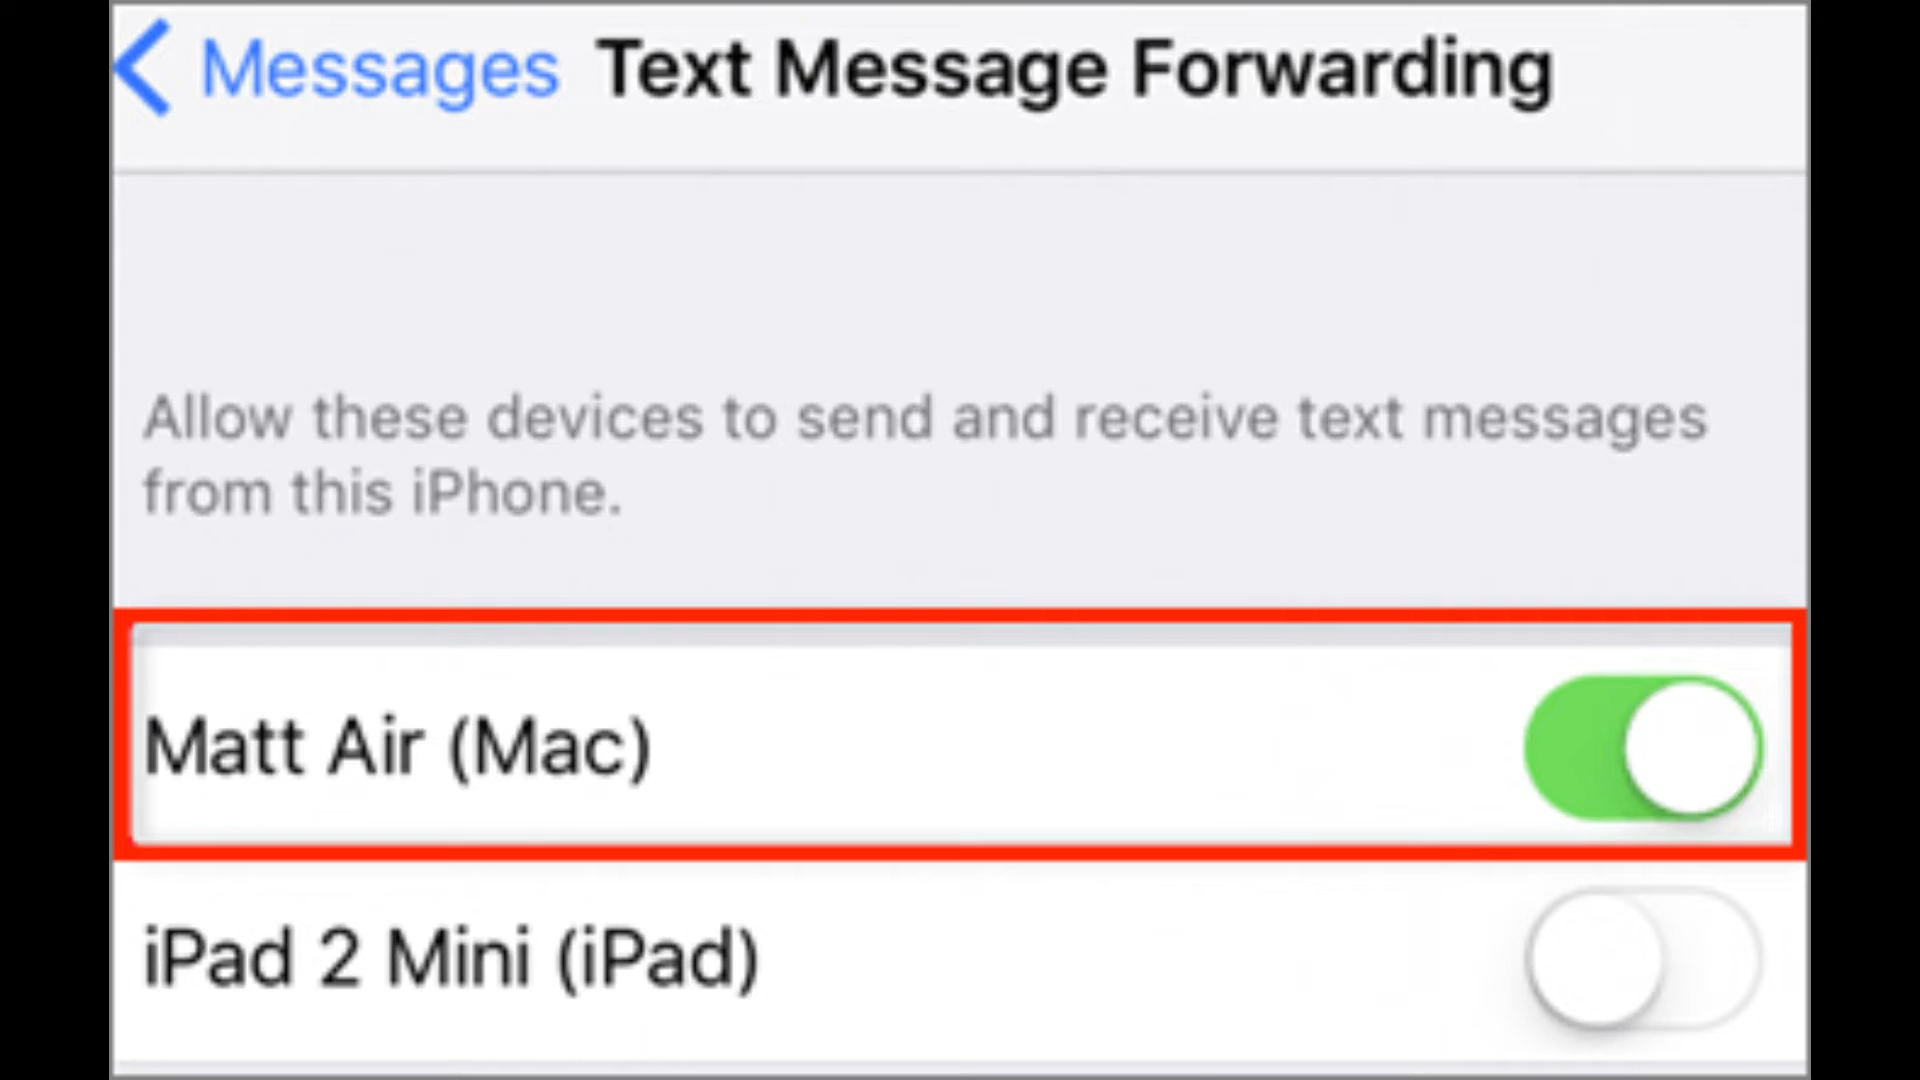 Messages Text Message Forwarding
Allow these devices to send and receive text messages
from this iPhone.
Matt Air (Mac)
iPad 2 Mini (iPad)